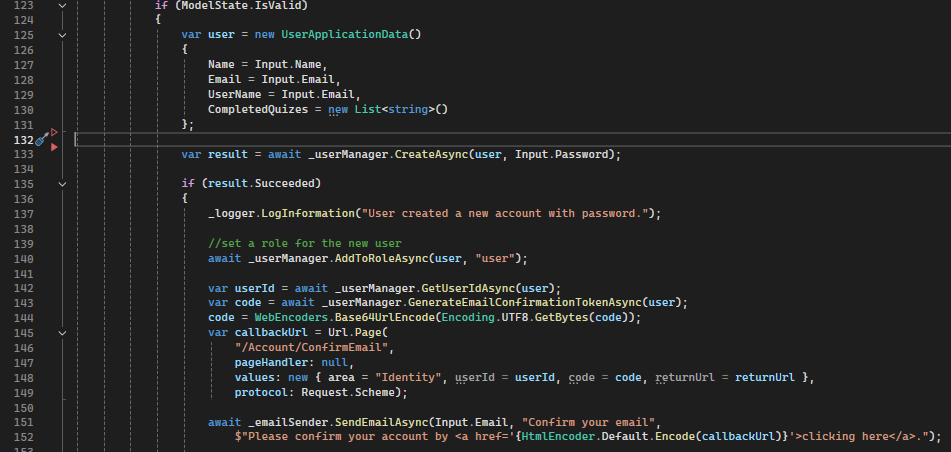 123 if (ModelState.IsValid)
124 {
125 var user = new UserApplicationData()
126 {
127 Name = Input.Name,
128 Email = Input.Email,
129 UserName = Input.Email,
130 CompletedQuizes = new List<string>()
131 };
132
133 var result = await _userManager.CreateAsync(user, Input.Password);
134
135 if (result.Succeeded)
136 {
137 _logger.LogInformation("User created a new account with password.");
138
139 //set a role for the new user
140 await _userManager.AddToRoleAsync(user, "user");
141
142 var userId = await _userManager.GetUserIdAsync(user);
143 var code = await _userManager.GenerateEmailConfirmationTokenAsync(user);
144 code = WebEncoders.Base64UrlEncode(Encoding.UTF8.GetBytes(code));
145 var callbackUrl = Url.Page(
146 "/Account/ConfirmEmail",
147 pageHandler: null,
148 values: new { area = "Identity", userId = userId, code = code, returnUrl = returnUrl },
149 protocol: Request.Scheme);
150
151 await _emailSender.SendEmailAsync(Input.Email, "Confirm your email",
152 $"Please confirm your account by <a href='{HtmlEncoder.Default.Encode(callbackUrl)}'>clicking here</a>.");
153